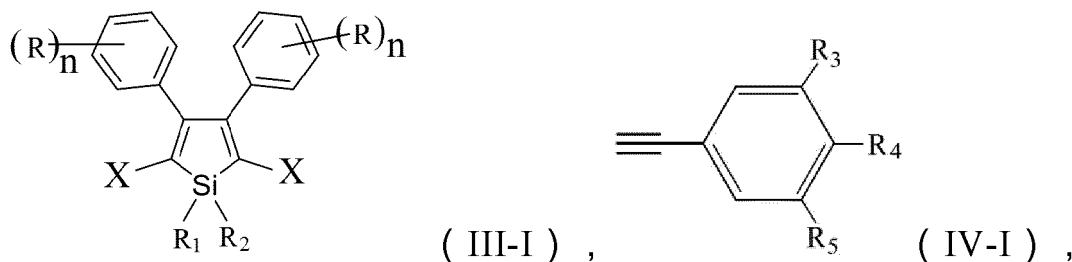 (R)n (R)n
R3
X X
Si
R4
R1 R2 (III-I),
R5 (IV-I),